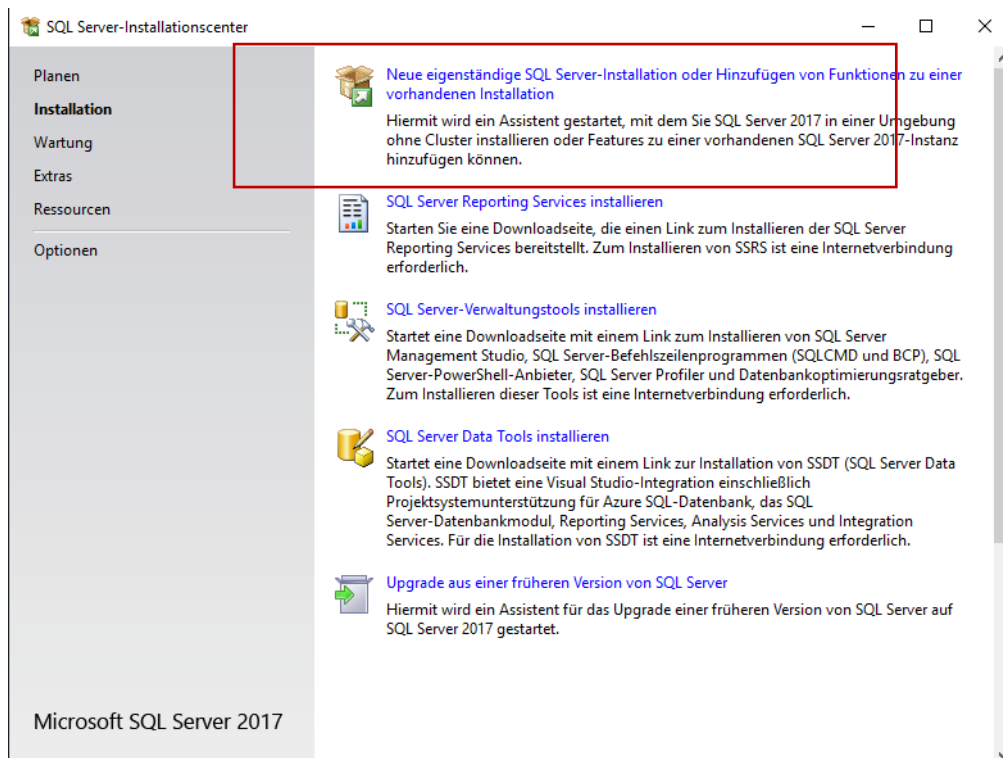 SQL Server-Installationscenter
Planen
Installation
Wartung
Extras
Ressourcen
Optionen
Neue eigenständige SQL Server-Installation oder Hinzufügen von Funktionen zu einer
vorhandenen Installation
Hiermit wird ein Assistent gestartet, mit dem Sie SQL Server 2017 in einer Umgebung
ohne Cluster installieren oder Features zu einer vorhandenen SQL Server 2017-Instanz
hinzufügen können.
SQL Server Reporting Services installieren
Starten Sie eine Downloadseite, die einen Link zum Installieren der SQL Server
Reporting Services bereitstellt. Zum Installieren von SSRS ist eine Internetverbindung
erforderlich.
SQL Server-Verwaltungstools installieren
Startet eine Downloadseite mit einem Link zum Installieren von SQL Server
Management Studio, SQL Server-Befehlszeilenprogrammen (SQLCMD und BCP), SQL
Server-PowerShell-Anbieter, SQL Server Profiler und Datenbankoptimierungsratgeber.
Zum Installieren dieser Tools ist eine Internetverbindung erforderlich.
SQL Server Data Tools installieren
Startet eine Downloadseite mit einem Link zur Installation von SSDT (SQL Server Data
Tools). SSDT bietet eine Visual Studio-Integration einschließlich
Projektsystemunterstützung für Azure SQL-Datenbank, das SQL
Server-Datenbankmodul, Reporting Services, Analysis Services und Integration
Services. Für die Installation von SSDT ist eine Internetverbindung erforderlich.
Upgrade aus einer früheren Version von SQL Server
Hiermit wird ein Assistent für das Upgrade einer früheren Version von SQL Server auf
SQL Server 2017 gestartet.
Microsoft SQL Server 2017